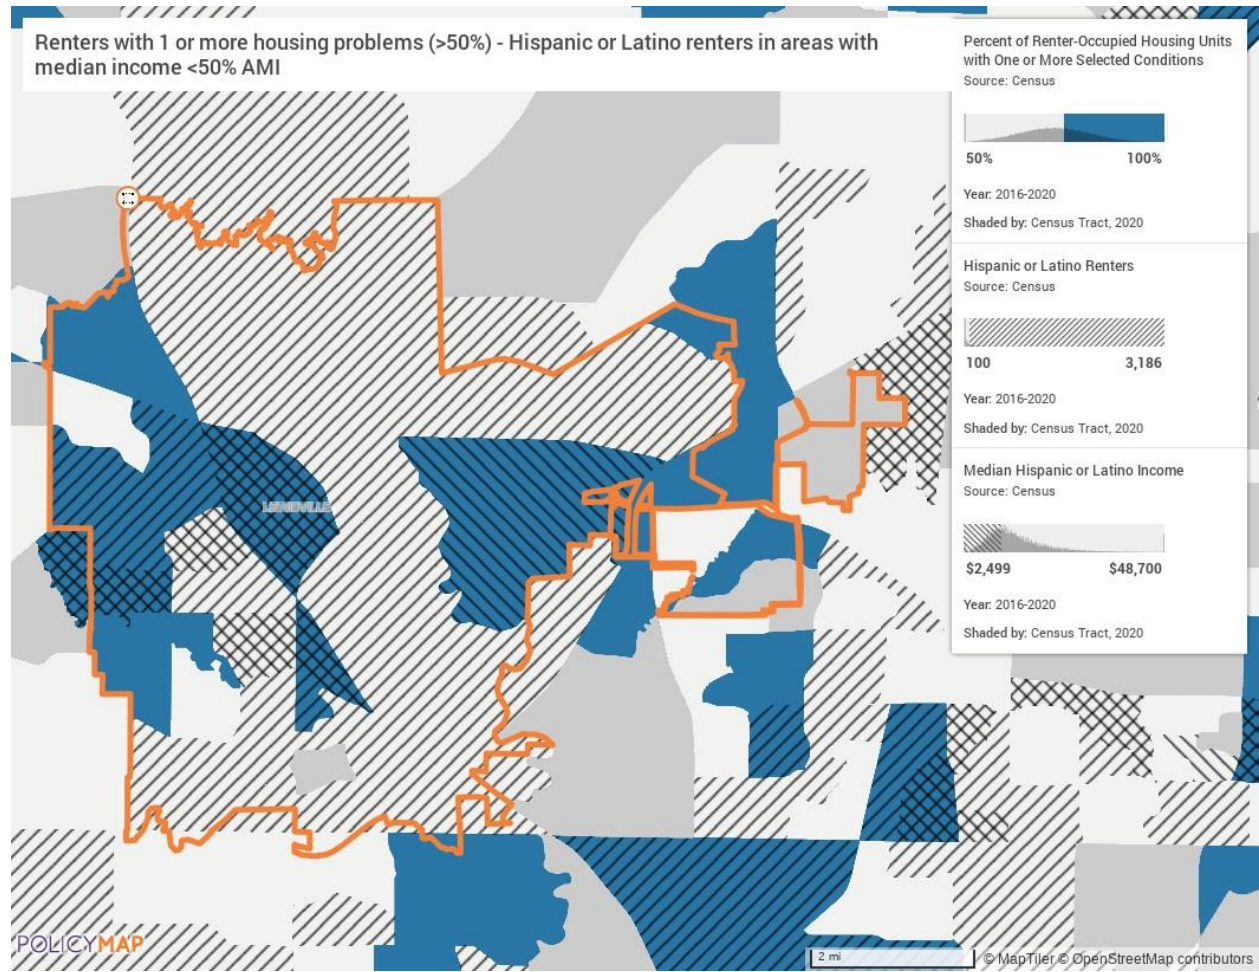 Renters with 1 or more housing problems (>50%) - Hispanic or Latino renters in areas with
median income <50% AMI
Percent of Renter-Occupied Housing Units
with One or More Selected Conditions
Source: Census
50% 100%
Year: 2016-2020
Shaded by: Census Tract, 2020
Hispanic or Latino Renters
Source: Census
100 3,186
Year: 2016-2020
Shaded by: Census Tract, 2020
Median Hispanic or Latino Income
Source: Census
$2,499 $48,700
Year: 2016-2020
Shaded by: Census Tract, 2020
LEWISVILLE
POLICYMAP
2 mi
© MapTiler © OpenStreetMap contributors